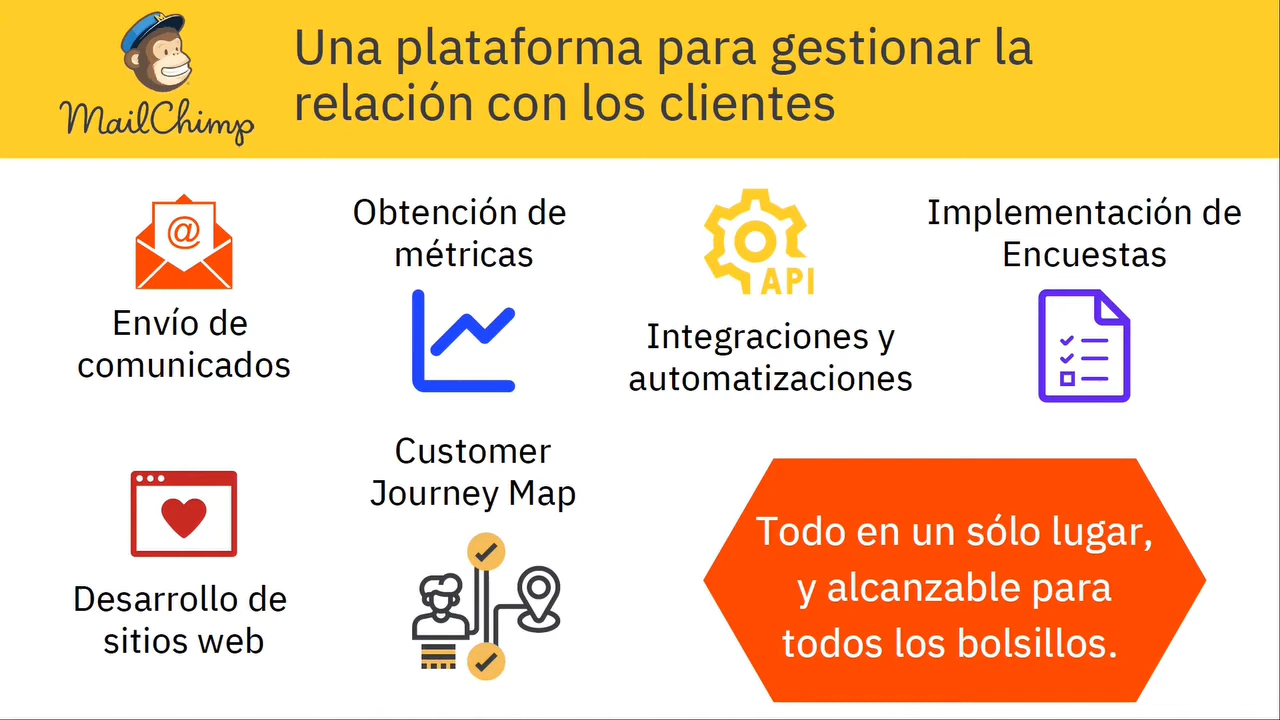 MailChimp
Una plataforma para gestionar la
relación con los clientes
@
Envío de
comunicados
Obtención de
métricas
API
Integraciones y
automatizaciones
Implementación de
Encuestas
Desarrollo de
sitios web
Customer
Journey Map
Todo en un sólo lugar,
y alcanzable para
todos los bolsillos.